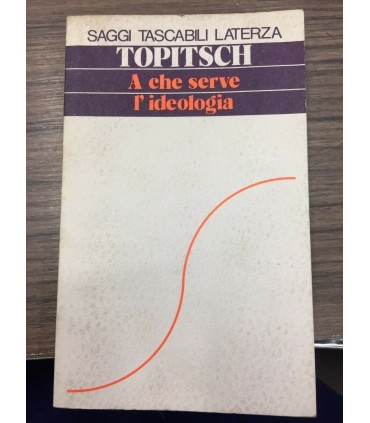 SAGGI TASCABILI LATERZA
TOPITSCH
A che serve
l'ideologia